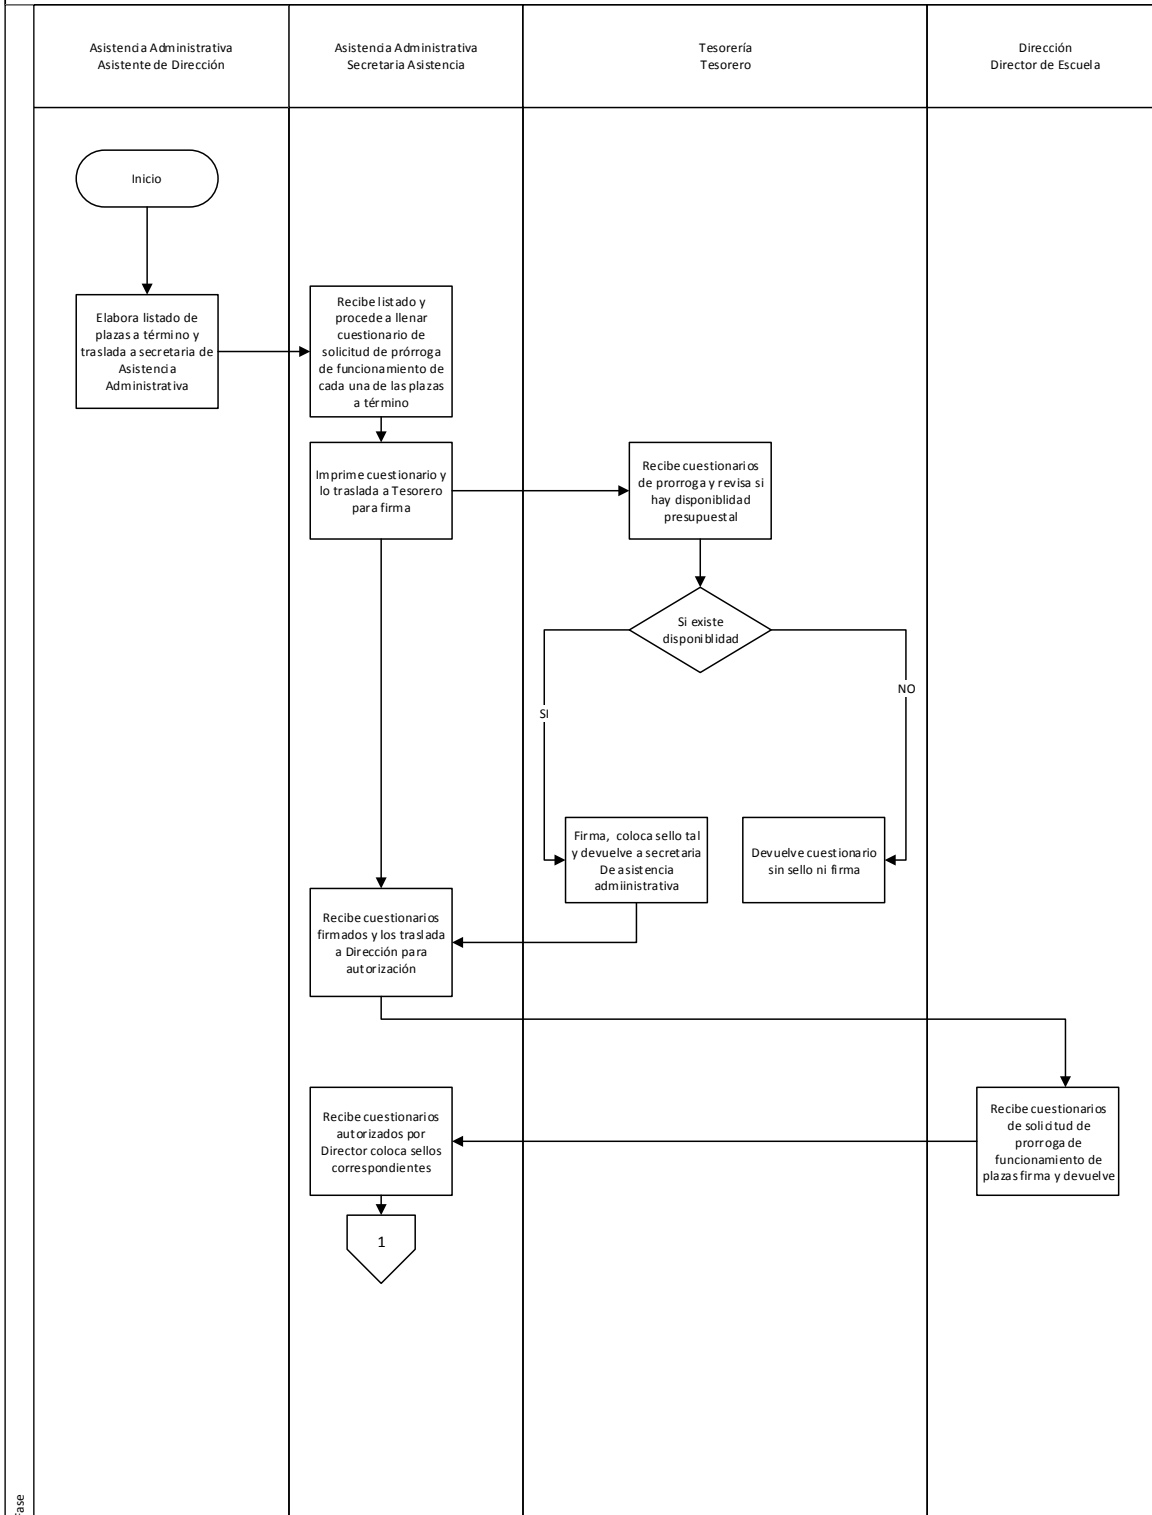 Asistencia Administrativa
Asistente de Dirección
Asistencia Administrativa
Secretaria Asistencia
Tesorería
Tesorero
Dirección
Director de Escuela
Inicio
Elabora listado de
plazas a término y
traslada a secretaria de
Asistencia
Administrativa
Recibe listado y
procede a llenar
cuestionario de
solicitud de prórroga
de funcionamiento de
cada una de las plazas
a término
Imprime cuestionario y
lo traslada a Tesorero
para firma
Recibe cuestionarios
de prorroga y revisa si
hay disponiblidad
presupuestal
Si existe
disponiblidad
SI
NO
Firma, coloca sello tal
y devuelve a secretaria
De asistencia
admiinistrativa
Devuelve cuestionario
sin sello ni firma
Recibe cuestionarios
firmados y los traslada
a Dirección para
autorización
Recibe cuestionarios
autorizados por
Director coloca sellos
correspondientes
Recibe cuestionarios
de solicitud de
prorroga de
funcionamiento de
plazas firma y devuelve
1